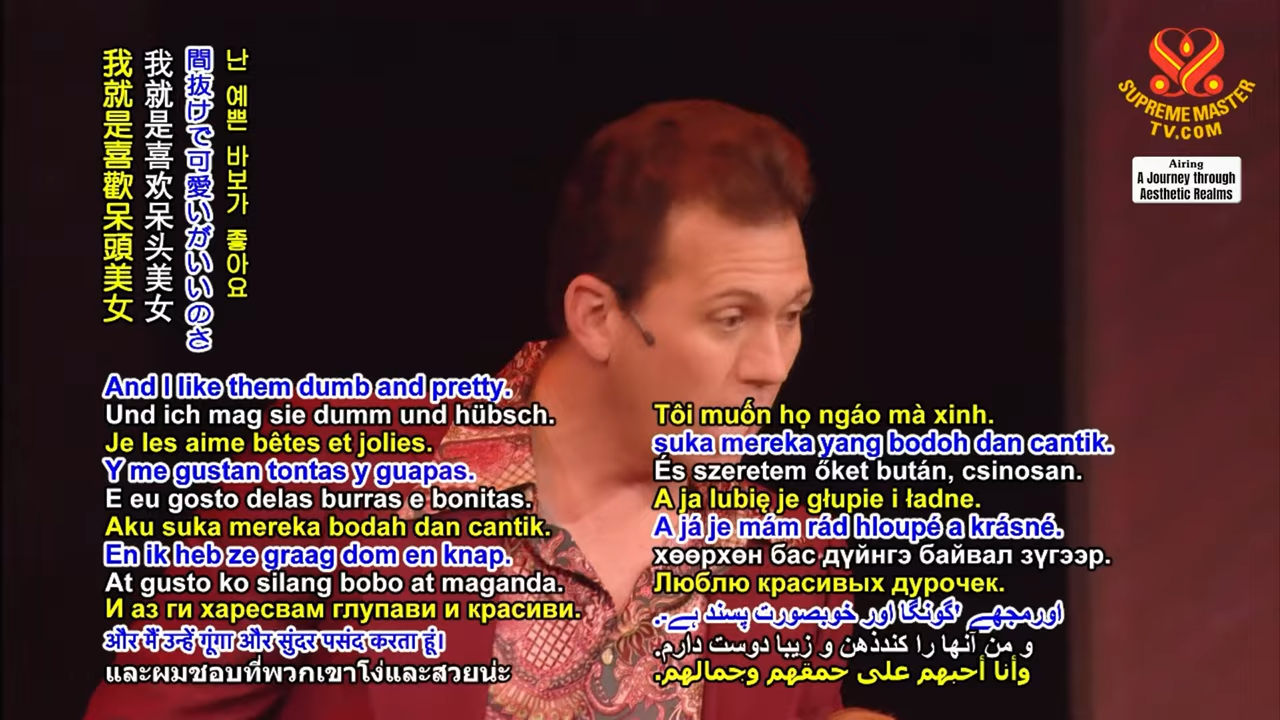 我就是喜歡呆頭美女
我就是喜欢呆头美女
間抜けで可愛いがいいのさ
난 예쁜 바보가 좋아요
SUPREME MASTER
TV.COM
Airing
A Journey through
Aesthetic Realms
And I like them dumb and pretty.
Und ich mag sie dumm und hübsch.
Je les aime bêtes et jolies.
Y me gustan tontas y guapas.
E eu gosto delas burras e bonitas.
Aku suka mereka bodah dan cantik.
En ik heb ze graag dom en knap.
At gusto ko silang bobo at maganda.
И аз ги харесвам глупави и красиви.
और मैं उन्हें गूंगा और सुंदर पसंद करता हूं।
และผมชอบที่พวกเขาโง่และสวยน่ะ
Tôi muốn họ ngáo mà xinh.
suka mereka yang bodoh dan cantik.
És szeretem őket bután, csinosan.
A ja lubię je głupie i ładne.
A já je mám rád hloupé a krásné.
хөөрхөн бас дүйнгэ байвал зүгээр.
Люблю красивых дурочек.
اورمجھے 'گونگا اور خوبصورت پسند ہے-.
و من آنها را کندذهن و زیبا دوست دارم.
وأنا أحبهم على حمقهم وجمالهم.